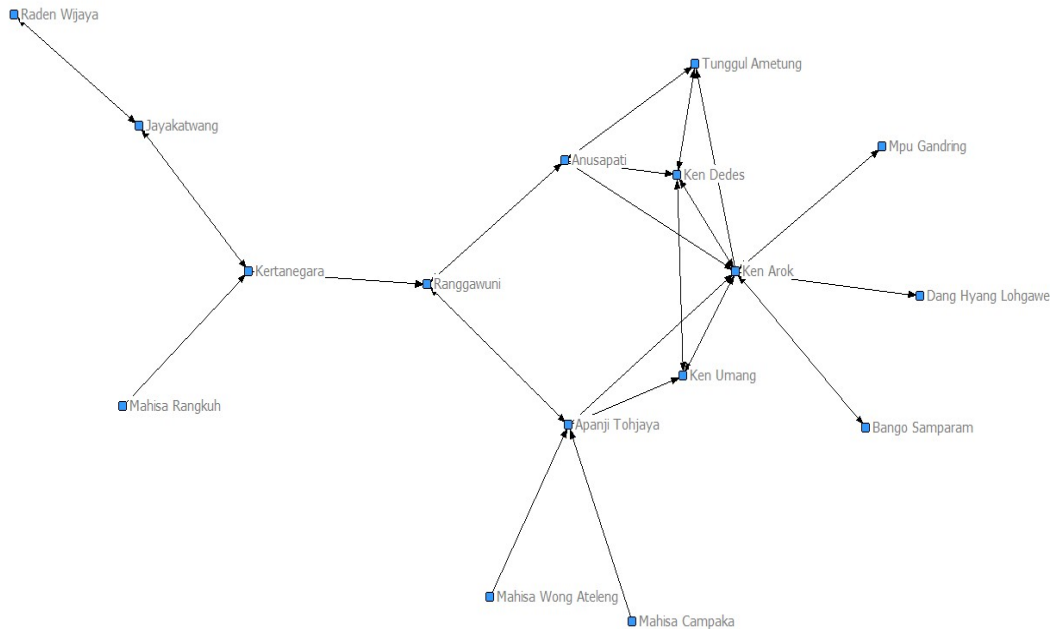 Raden Wijaya
Tunggul Ametung
Jayakatwang
Mpu Gandring
Anusapati
Ken Dedes
Kertanegara
Ken Arok
Ranggawuni
Dang Hyang Lohgawe
Ken Umang
Mahisa Rangkuh
Apanji Tohjaya
Bango Samparam
Mahisa Wong Ateleng
Mahisa Campaka